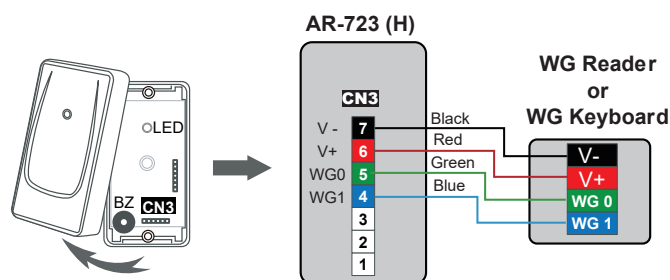 AR-723 (H)
WG Reader
or
WG Keyboard
LED
BZ
CN3
CN3
V - 7 Black V-
V+ 6 Red V+
WG0 5 Green WG 0
WG1 4 Blue WG 1
3
2
1